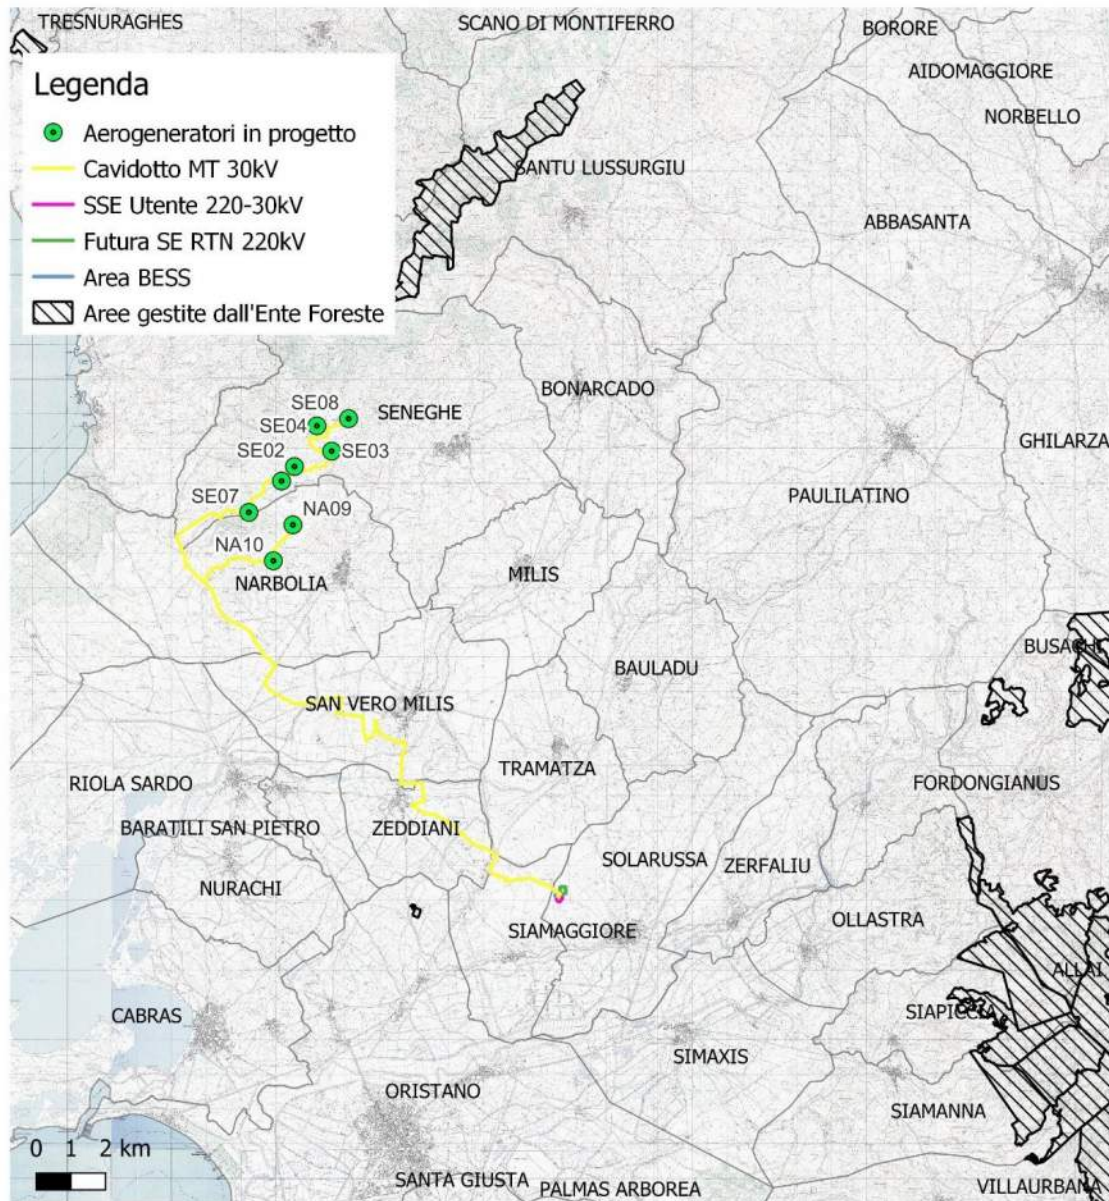 TRESNURAGHES
SCANO DI MONTIFERRO
BORORE
AIDOMAGGIORE
NORBELLO
Legenda
Aerogeneratori in progetto
Cavidotto MT 30kV
SSE Utente 220-30kV
Futura SE RTN 220kV
Area BESS
Aree gestite dall'Ente Foreste
SANTU LUSSURGIU
ABBASANTA
BONARCADO
SE08
SENEGHE
SE04
SE03
SE02
GHILARZA
PAULILATINO
SE07
NA09
NA10
NARBOLIA
MILIS
BUSACHI
BAULADU
SAN VERO MILIS
TRAMATZA
RIOLA SARDO
FORDONGIANUS
BARATILI SAN PIETRO
ZEDDIANI
SOLARUSSA
ZERFALIU
NURACHI
OLLASTRA
SIAMAGGIORE
ALLAI
CABRAS
SIAPICCIA
SIMAXIS
ORISTANO
SIAMANNA
0 1 2 km
SANTA GIUSTA
PALMAS ARBOREA
VILLAURBANA